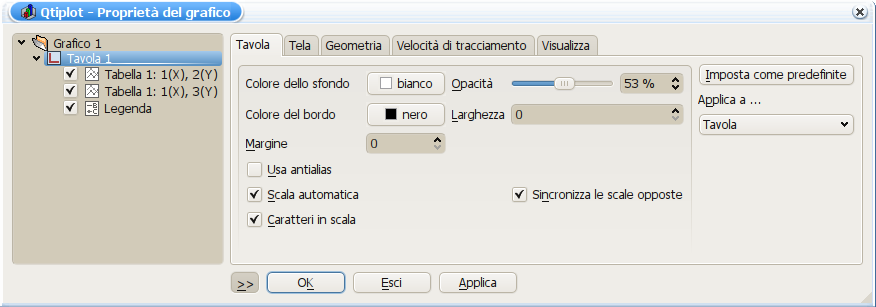 Qtiplot - Proprietà del grafico
Grafico 1
Tavola 1
Tabella 1: 1(X), 2(Y)
Tabella 1: 1(X), 3(Y)
Legenda
Tavola Tela Geometria Velocità di tracciamento Visualizza
Colore dello sfondo bianco Opacità 53 %
Colore del bordo nero Larghezza 0
Margine 0
Usa antialias
Scala automatica Sincronizza le scale opposte
Caratteri in scala
Imposta come predefinite
Applica a ...
Tavola
>> OK Esci Applica